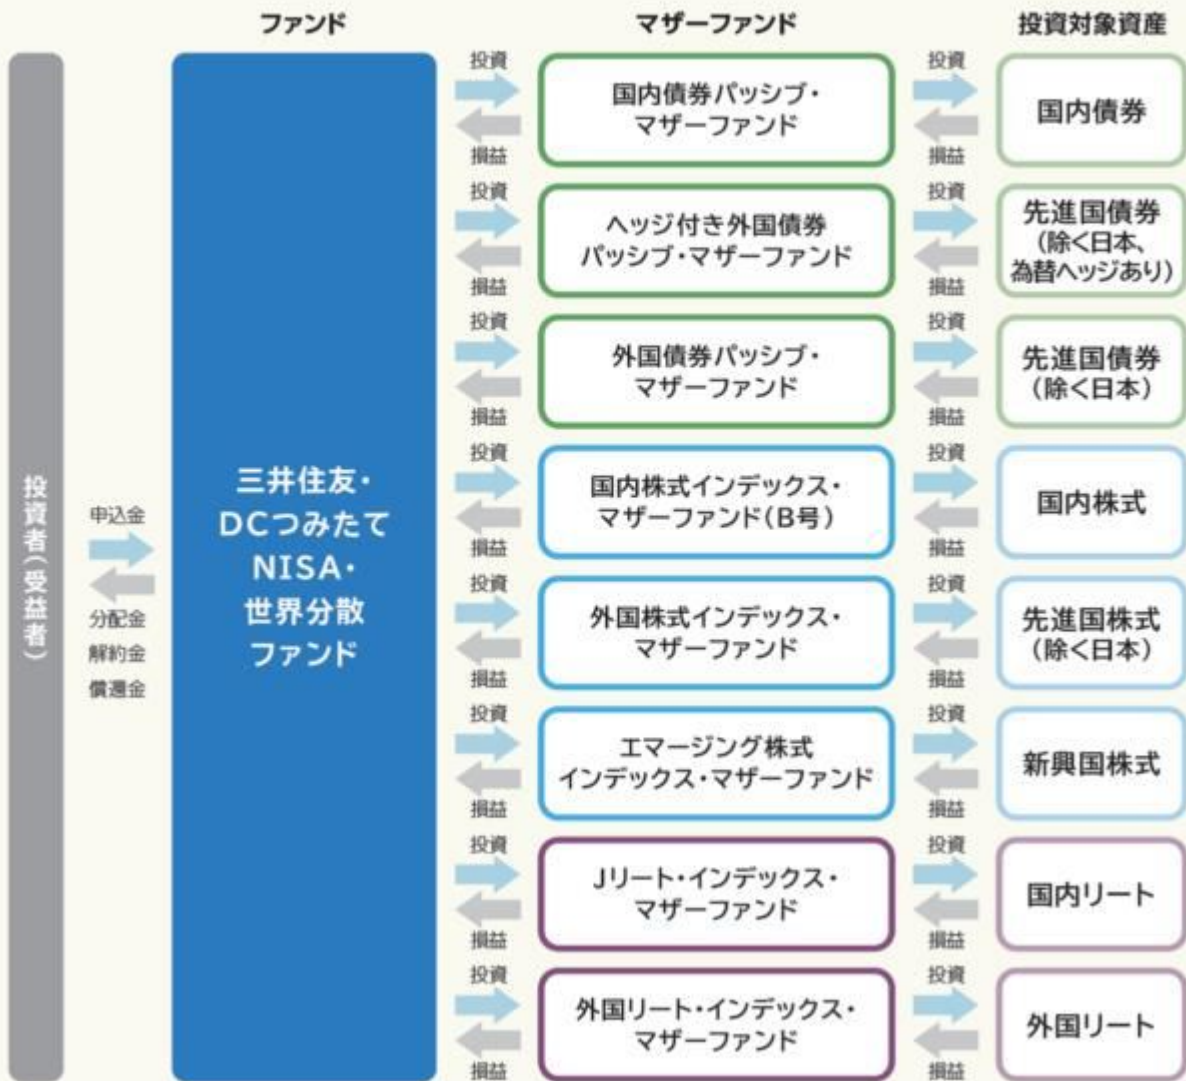 ファンド
マザーファンド
投資対象資産
投資者(受益者)
申込金
分配金
解約金
償還金
三井住友・
DCつみたて
NISA・
世界分散
ファンド
投資
損益
国内債券パッシブ・
マザーファンド
投資
損益
国内債券
投資
損益
ヘッジ付き外国債券
パッシブ・マザーファンド
投資
損益
先進国債券
(除く日本、
為替ヘッジあり)
投資
損益
外国債券パッシブ・
マザーファンド
投資
損益
先進国債券
(除く日本)
投資
損益
国内株式インデックス・
マザーファンド(B号)
投資
損益
国内株式
投資
損益
外国株式インデックス・
マザーファンド
投資
損益
先進国株式
(除く日本)
投資
損益
エマージング株式
インデックス・マザーファンド
投資
損益
新興国株式
投資
損益
Jリート・インデックス・
マザーファンド
投資
損益
国内リート
投資
損益
外国リート・インデックス・
マザーファンド
投資
損益
外国リート